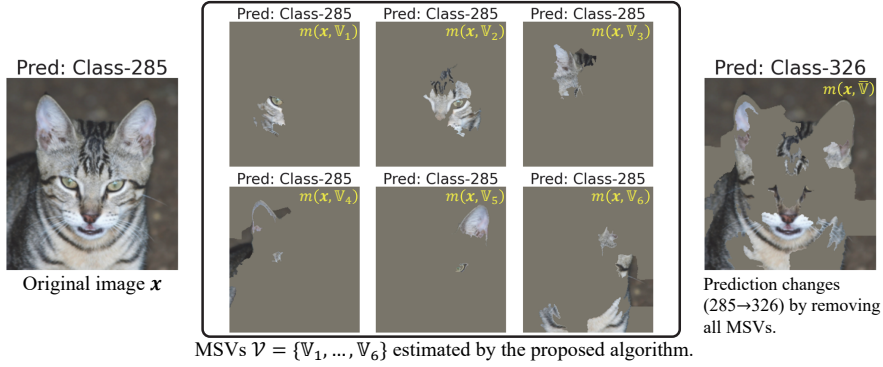 Pred: Class-285
Original image 𝒙
Pred: Class-285
m(𝒙, 𝕍₁)
Pred: Class-285
m(𝒙, 𝕍₂)
Pred: Class-285
m(𝒙, 𝕍₃)
Pred: Class-285
m(𝒙, 𝕍₄)
Pred: Class-285
m(𝒙, 𝕍₅)
Pred: Class-285
m(𝒙, 𝕍₆)
MSVs 𝒱 = {𝕍₁, ..., 𝕍₆} estimated by the proposed algorithm.
Pred: Class-326
m(𝒙, 𝕍̅)
Prediction changes
(285→326) by removing
all MSVs.